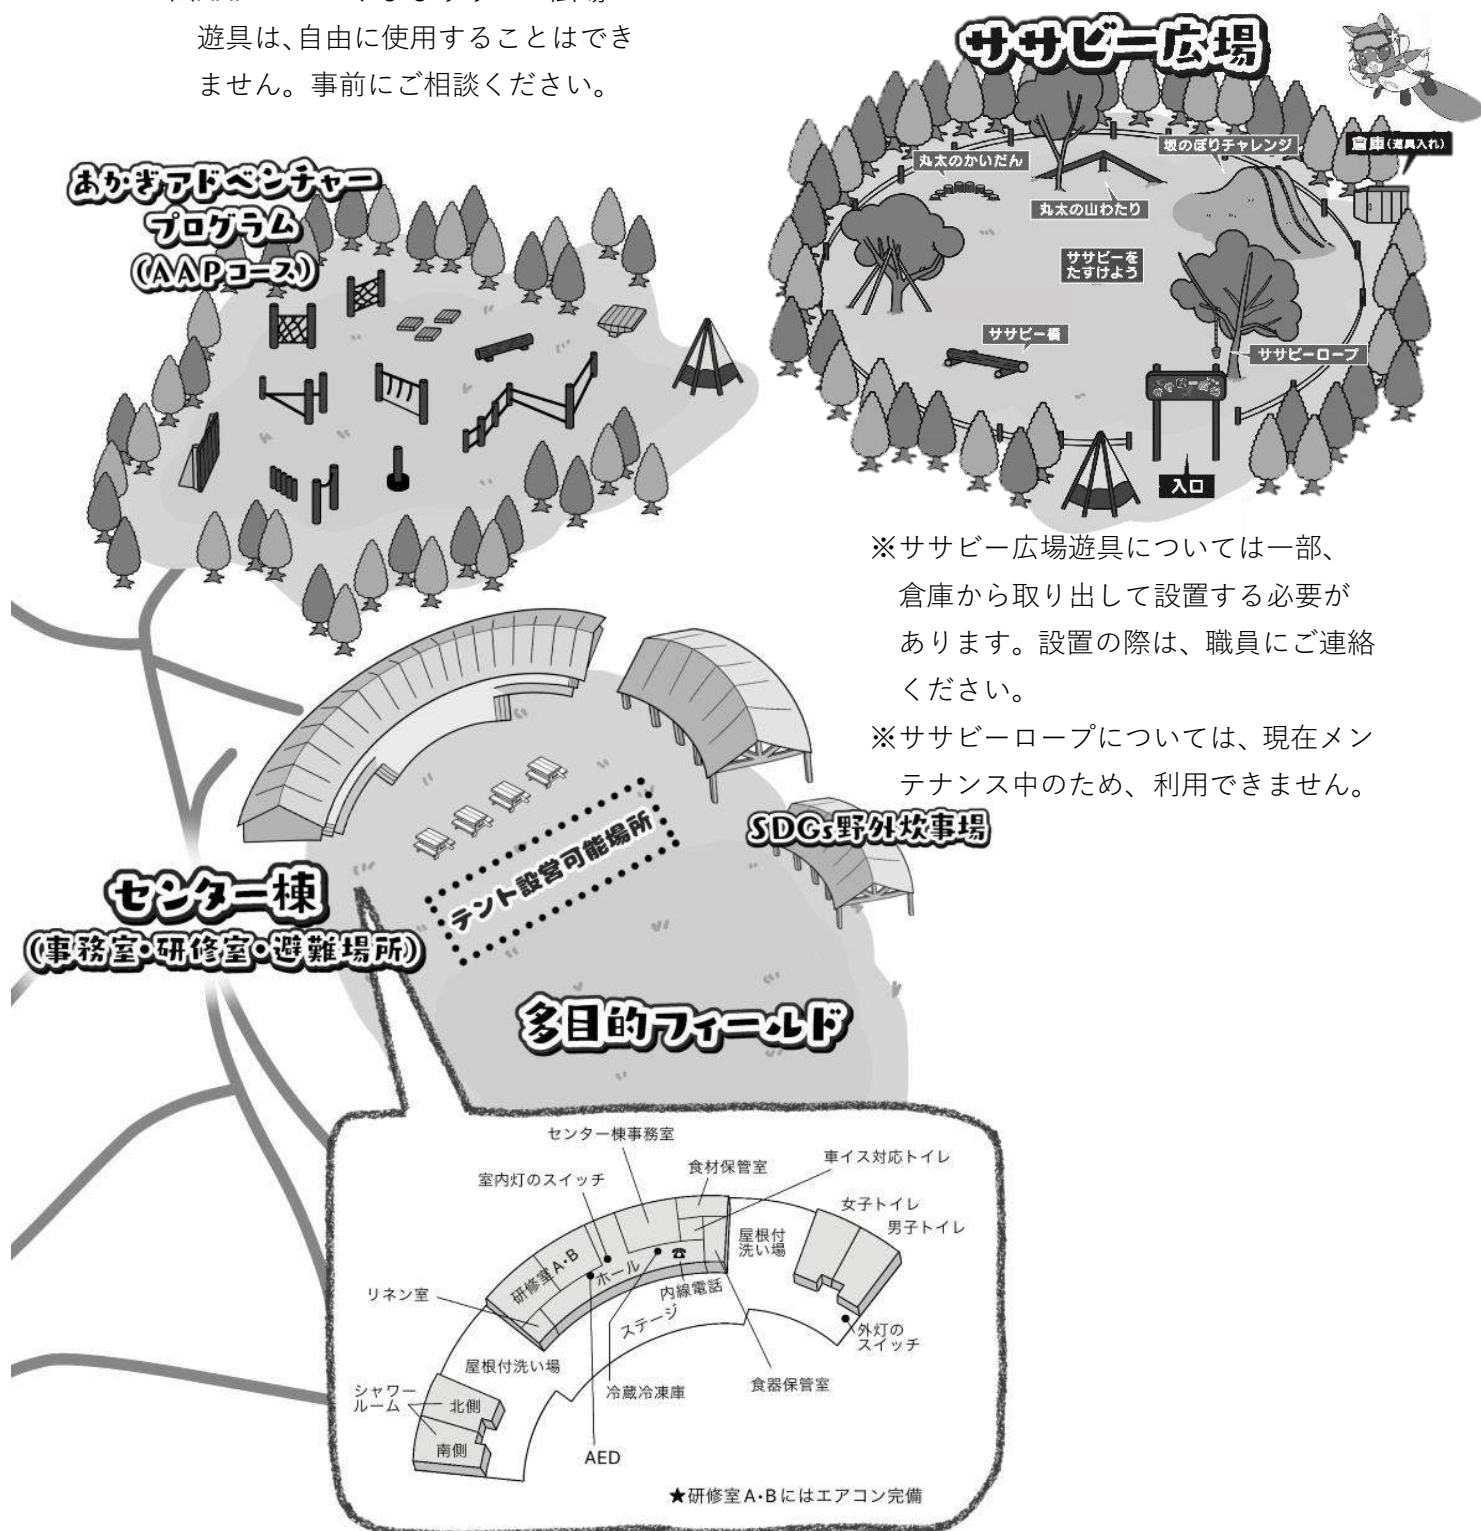 遊具は、自由に使用することはでき
ません。事前にご相談ください。
ササビー広場
丸太のかいだん
坂のぼりチャレンジ
倉庫(遊具入れ)
丸太の山わたり
ササビーを
たすけよう
ササビー橋
ササビーロープ
入口
あかぎアドベンチャー
プログラム
(AAPコース)
※ササビー広場遊具については一部、
倉庫から取り出して設置する必要が
あります。設置の際は、職員にご連絡
ください。
※ササビーロープについては、現在メン
テナンス中のため、利用できません。
SDGs野外炊事場
テント設営可能場所
センター棟
(事務室・研修室・避難場所)
多目的フィールド
センター棟事務室
室内灯のスイッチ
食材保管室
車イス対応トイレ
女子トイレ
男子トイレ
屋根付
洗い場
研修室A・B
ホール
内線電話
リネン室
ステージ
外灯の
スイッチ
屋根付洗い場
冷蔵冷凍庫
食器保管室
シャワー
ルーム
北側
南側
AED
★研修室A・Bにはエアコン完備